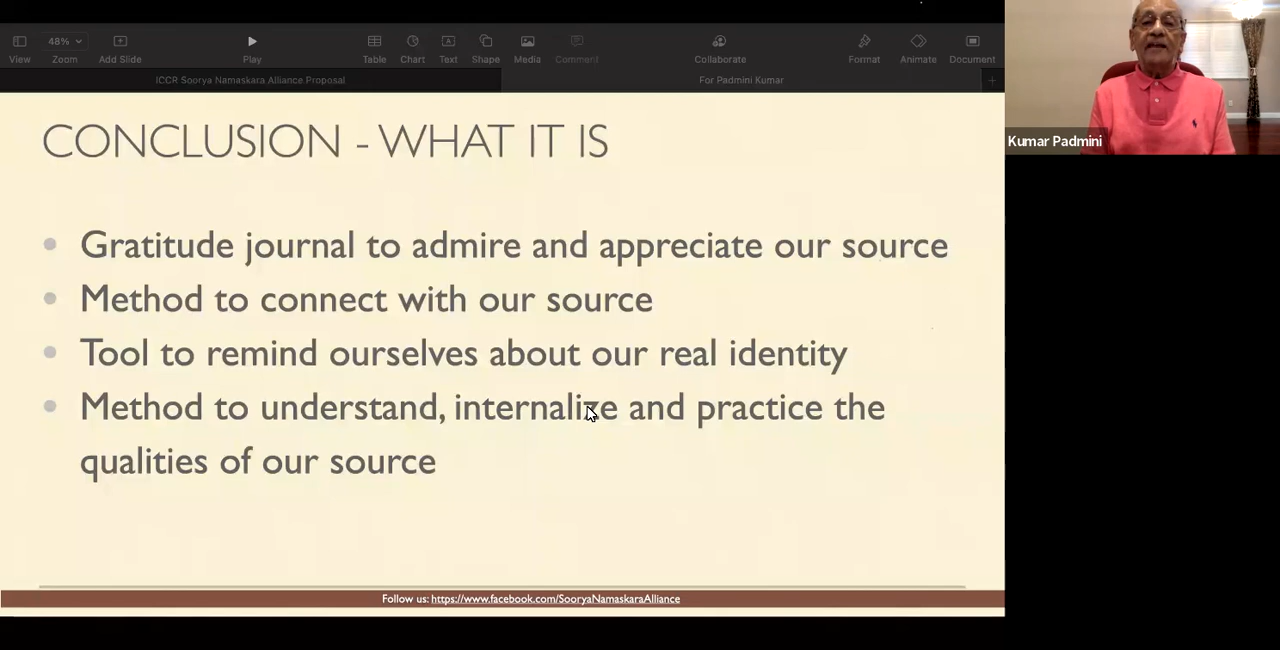 48%
View
Zoom
Add Slide
Play
Table
Chart
Text
Shape
Media
Comment
Collaborate
Format
Animate
Document
ICCR Soorya Namaskara Alliance Proposal
For Padmini Kumar
CONCLUSION - WHAT IT IS
Gratitude journal to admire and appreciate our source
Method to connect with our source
Tool to remind ourselves about our real identity
Method to understand, internalize and practice the
qualities of our source
Follow us: https://www.facebook.com/SooryaNamaskaraAlliance
Kumar Padmini